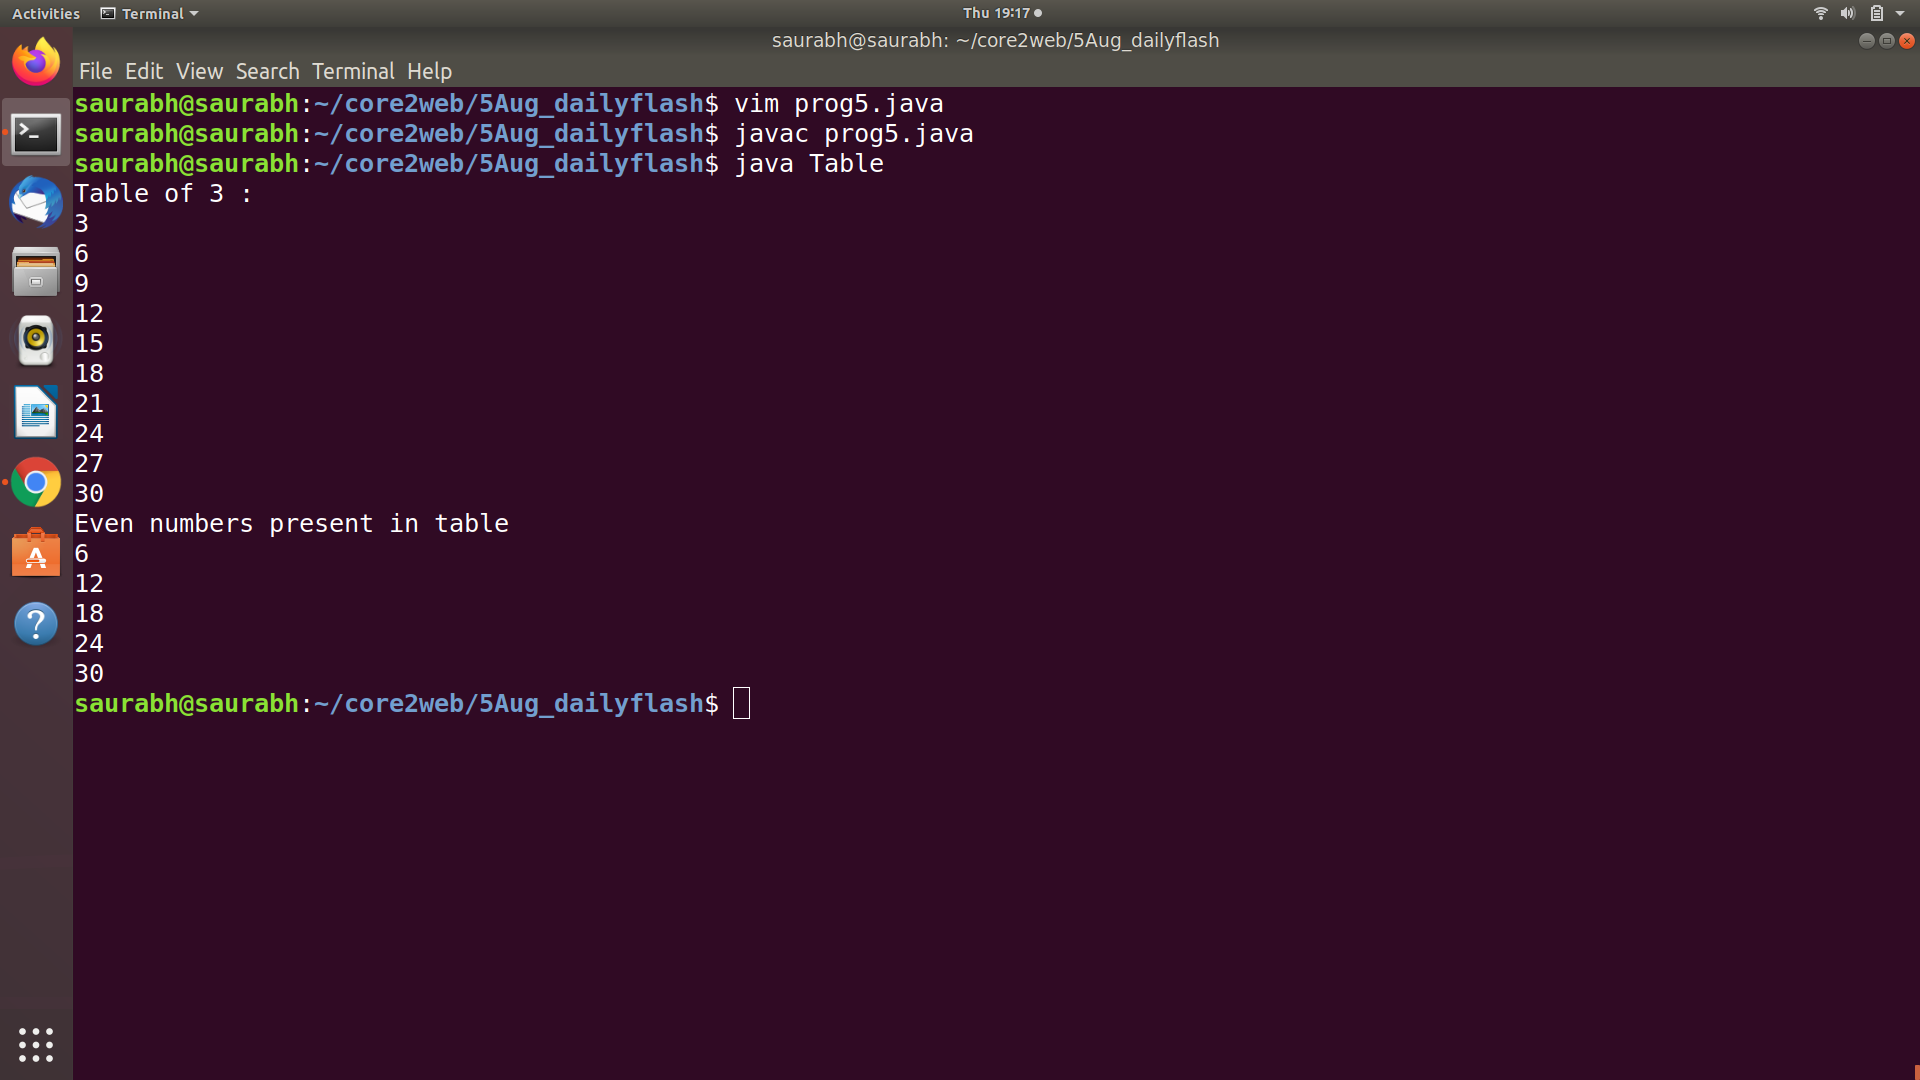 Activities Terminal Thu 19:17
saurabh@saurabh: ~/core2web/5Aug_dailyflash
File Edit View Search Terminal Help
saurabh@saurabh:~/core2web/5Aug_dailyflash$ vim prog5.java
saurabh@saurabh:~/core2web/5Aug_dailyflash$ javac prog5.java
saurabh@saurabh:~/core2web/5Aug_dailyflash$ java Table
Table of 3 :
3
6
9
12
15
18
21
24
27
30
Even numbers present in table
6
12
18
24
30
saurabh@saurabh:~/core2web/5Aug_dailyflash$